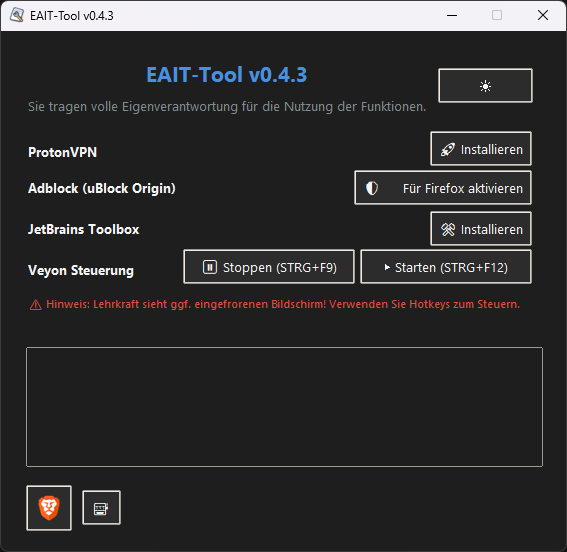 EAIT-Tool v0.4.3
EAIT-Tool v0.4.3
Sie tragen volle Eigenverantwortung für die Nutzung der Funktionen.
ProtonVPN
Installieren
Adblock (uBlock Origin)
Für Firefox aktivieren
JetBrains Toolbox
Installieren
Veyon Steuerung
Stoppen (STRG+F9)
Starten (STRG+F12)
Hinweis: Lehrkraft sieht ggf. eingefrorenen Bildschirm! Verwenden Sie Hotkeys zum Steuern.